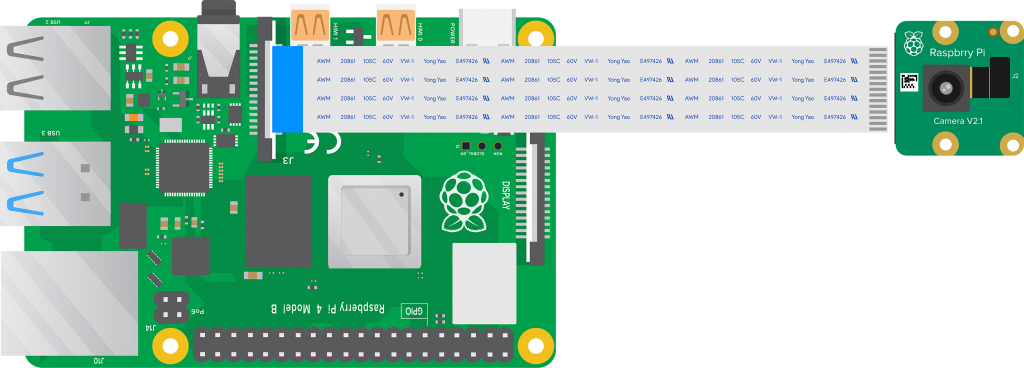 USB 2
HMI 1
HMI 0
POWER
AWM 20861 105C 60V VW-1 Yong Yao E497426 AWM 20861 105C 60V VW-1 Yong Yao E497426 AWM 20861 105C 60V VW-1 Yong Yao E497426
AWM 20861 105C 60V VW-1 Yong Yao E497426 AWM 20861 105C 60V VW-1 Yong Yao E497426 AWM 20861 105C 60V VW-1 Yong Yao E497426
AWM 20861 105C 60V VW-1 Yong Yao E497426 AWM 20861 105C 60V VW-1 Yong Yao E497426 AWM 20861 105C 60V VW-1 Yong Yao E497426
AWM 20861 105C 60V VW-1 Yong Yao E497426 AWM 20861 105C 60V VW-1 Yong Yao E497426 AWM 20861 105C 60V VW-1 Yong Yao E497426
Raspbrry Pi
J2
Camera V2.1
USB 3
CE
J3
J2
GLOBAL EN
RUN
DISPLAY
Raspberry Pi 4 Model B
GPIO
PoE
J14
J10